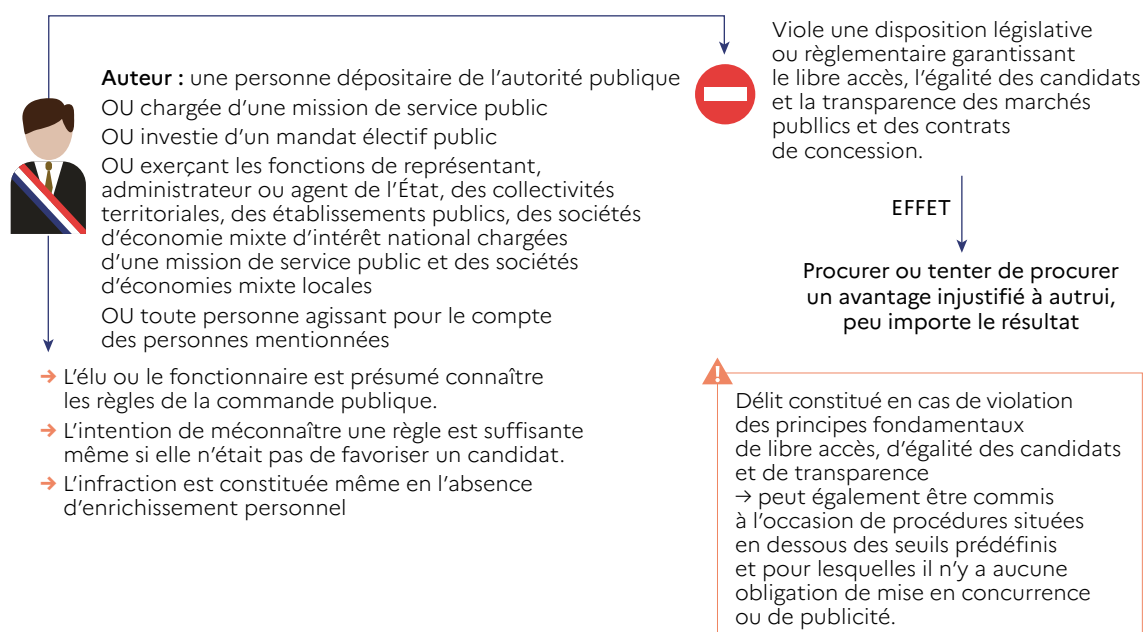 Auteur : une personne dépositaire de l'autorité publique
OU chargée d'une mission de service public
OU investie d'un mandat électif public
OU exerçant les fonctions de représentant,
administrateur ou agent de l'État, des collectivités
territoriales, des établissements publics, des sociétés
d'économie mixte d'intérêt national chargées
d'une mission de service public et des sociétés
d'économies mixte locales
OU toute personne agissant pour le compte
des personnes mentionnées
→ L'élu ou le fonctionnaire est présumé connaître
les règles de la commande publique.
→ L'intention de méconnaître une règle est suffisante
même si elle n'était pas de favoriser un candidat.
→ L'infraction est constituée même en l'absence
d'enrichissement personnel
Viole une disposition législative
ou règlementaire garantissant
le libre accès, l'égalité des candidats
et la transparence des marchés
publlics et des contrats
de concession.
EFFET
Procurer ou tenter de procurer
un avantage injustifié à autrui,
peu importe le résultat
Délit constitué en cas de violation
des principes fondamentaux
de libre accès, d'égalité des candidats
et de transparence
→ peut également être commis
à l'occasion de procédures situées
en dessous des seuils prédéfinis
et pour lesquelles il n'y a aucune
obligation de mise en concurrence
ou de publicité.